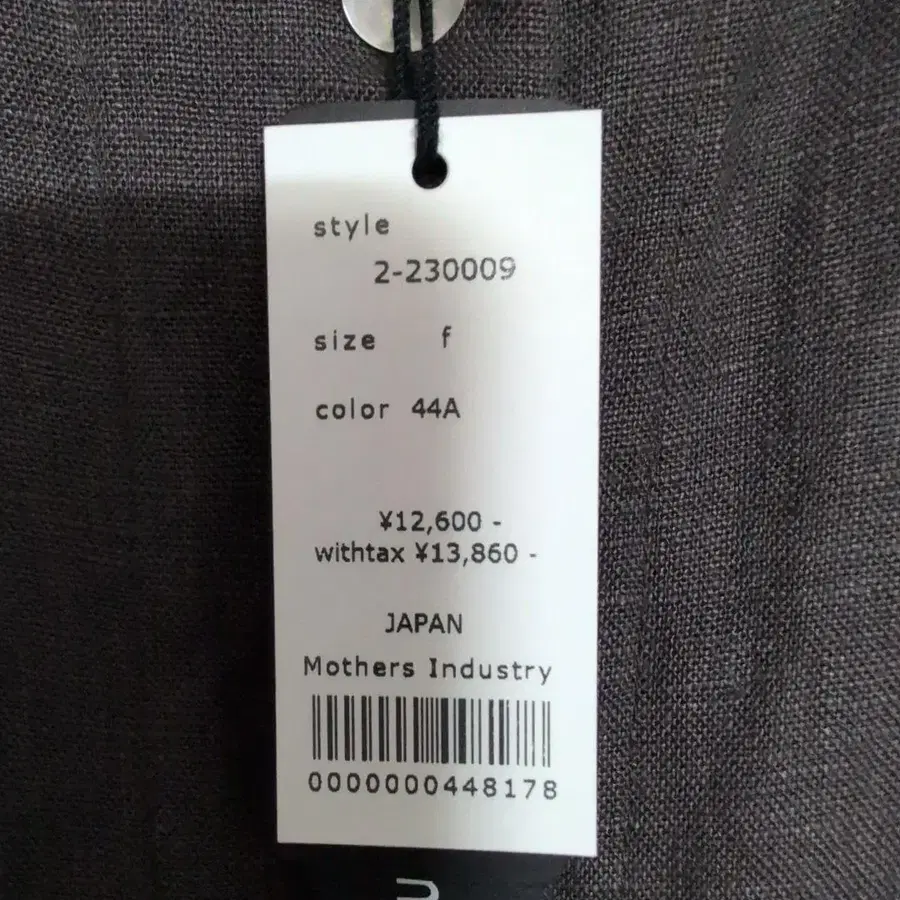 style
2-230009
size f
color 44A
¥12,600 -
withtax ¥13,860 -
JAPAN
Mothers Industry
0000000448178